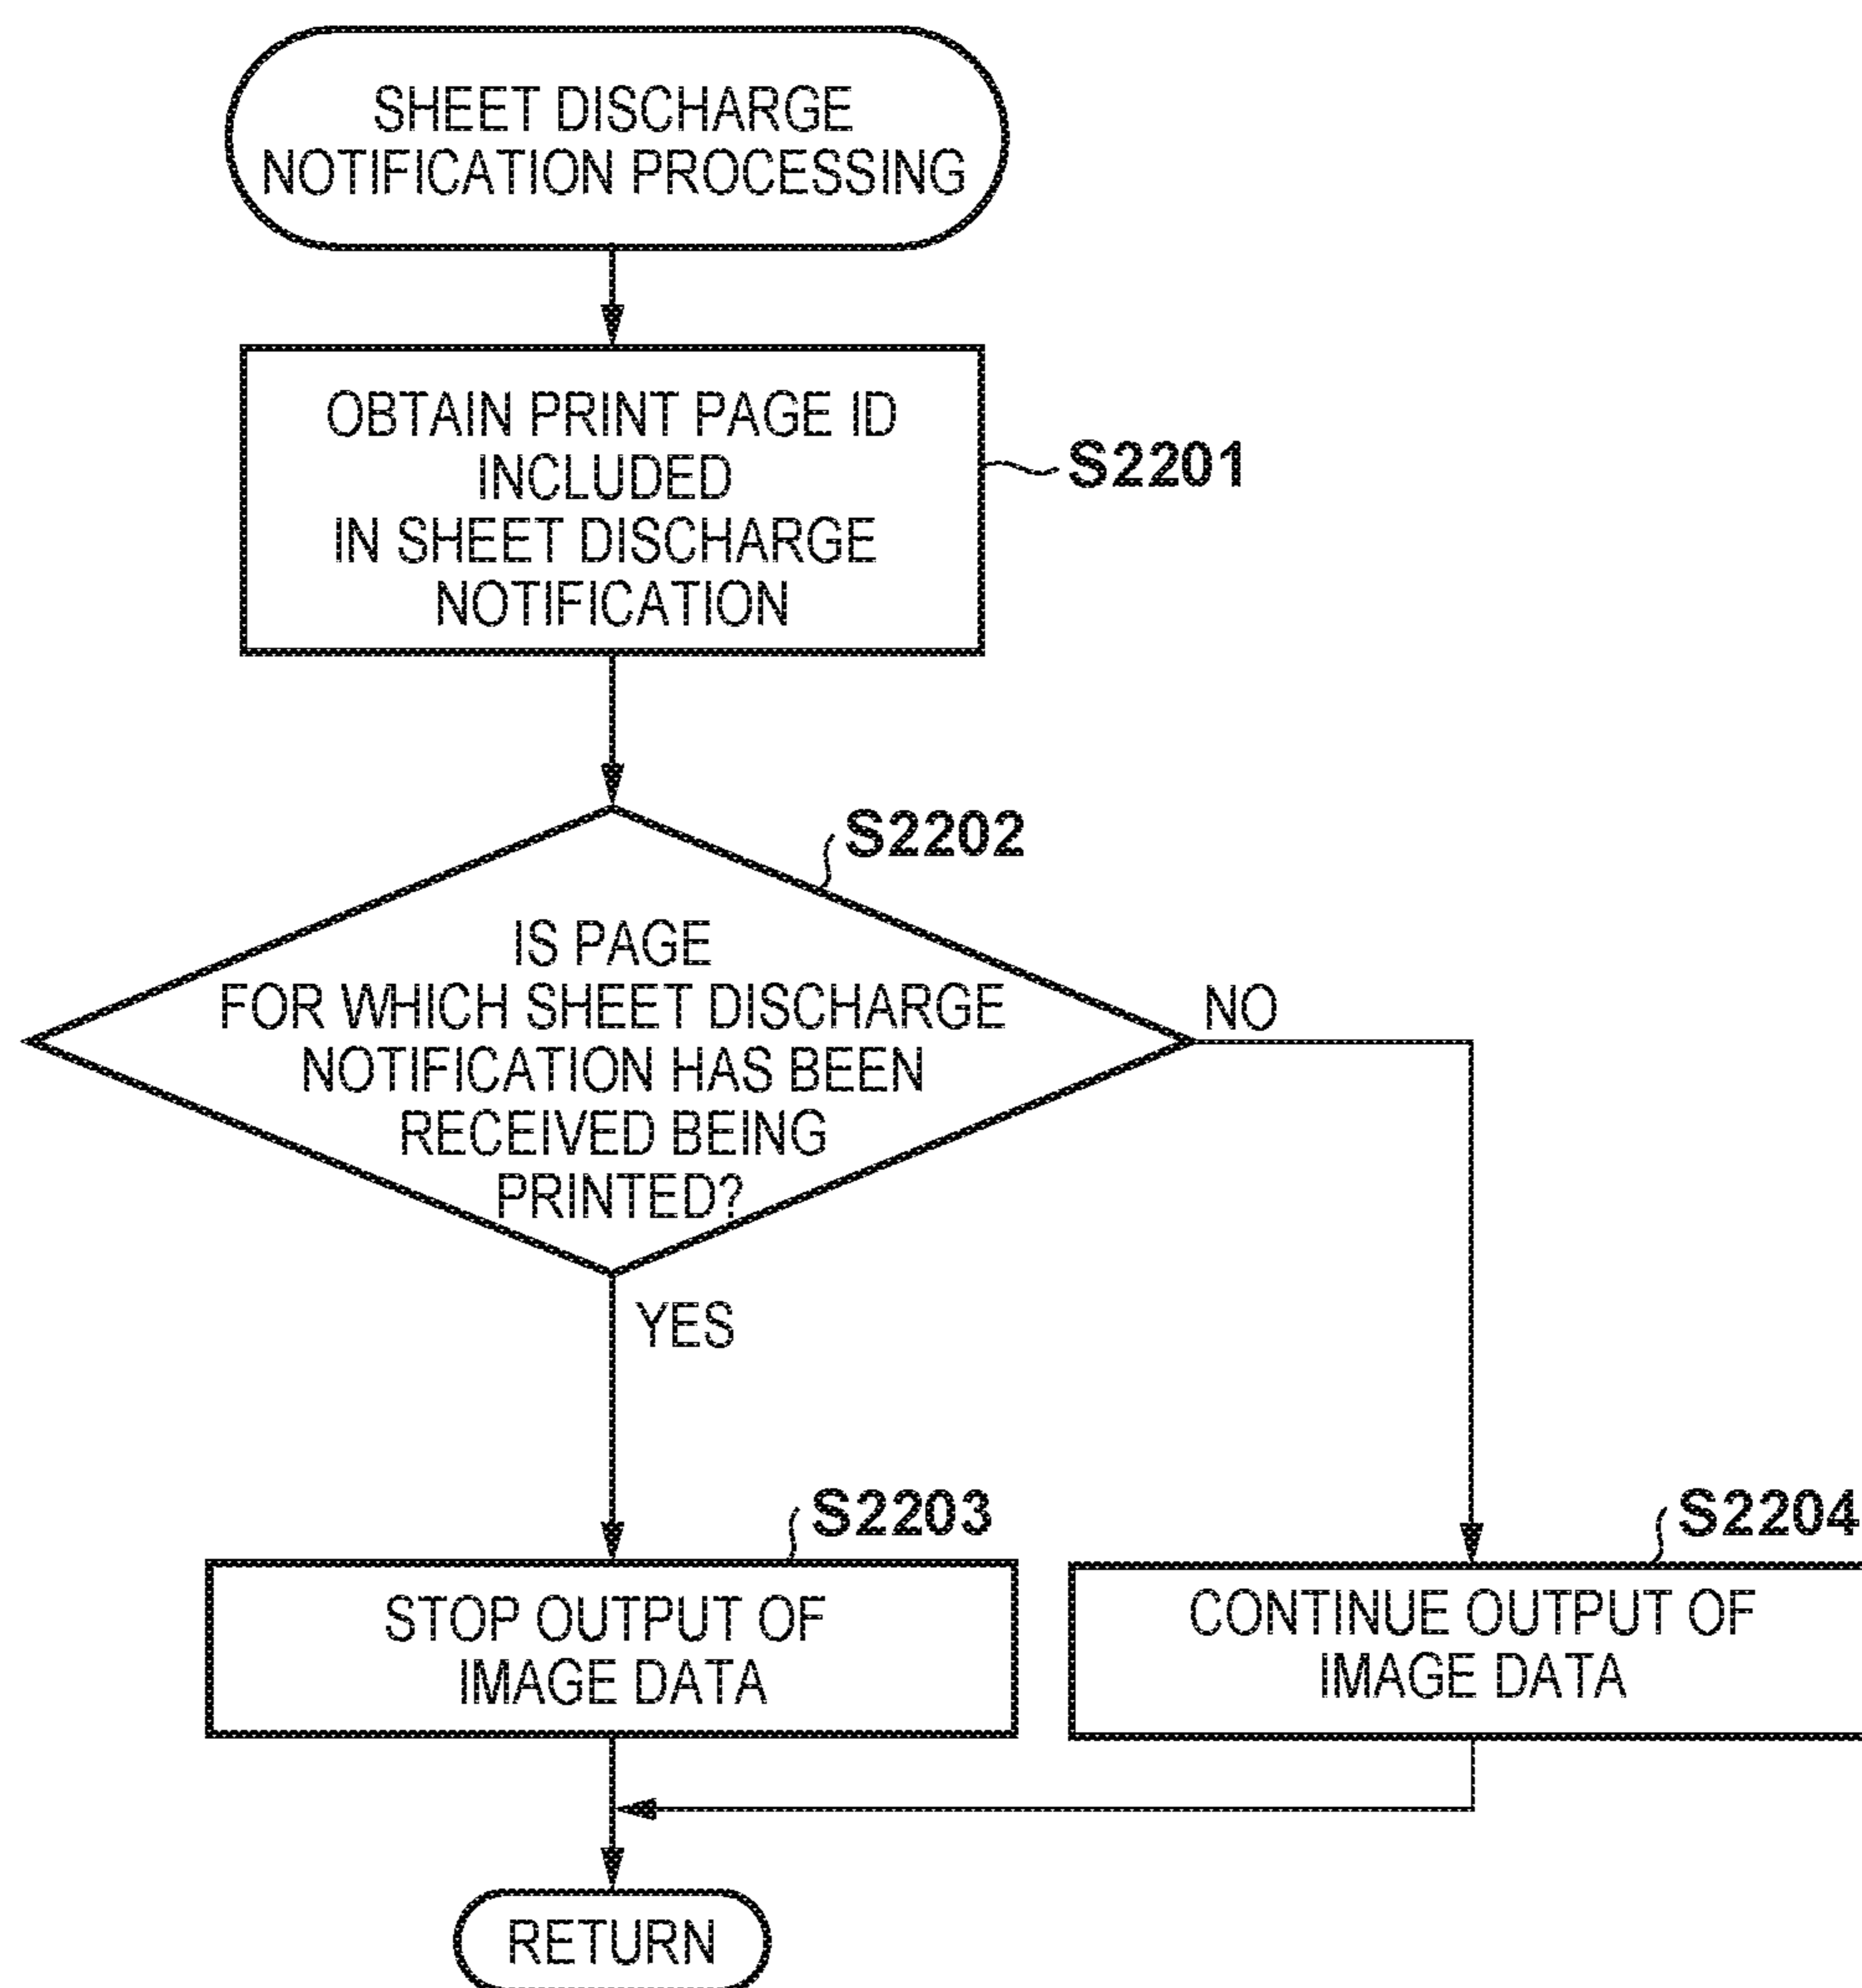 SHEET DISCHARGE
NOTIFICATION PROCESSING
OBTAIN PRINT PAGE ID
INCLUDED
IN SHEET DISCHARGE
NOTIFICATION
S2201
S2202
IS PAGE
FOR WHICH SHEET DISCHARGE
NOTIFICATION HAS BEEN
RECEIVED BEING
PRINTED?
NO
YES
S2203
STOP OUTPUT OF
IMAGE DATA
S2204
CONTINUE OUTPUT OF
IMAGE DATA
RETURN